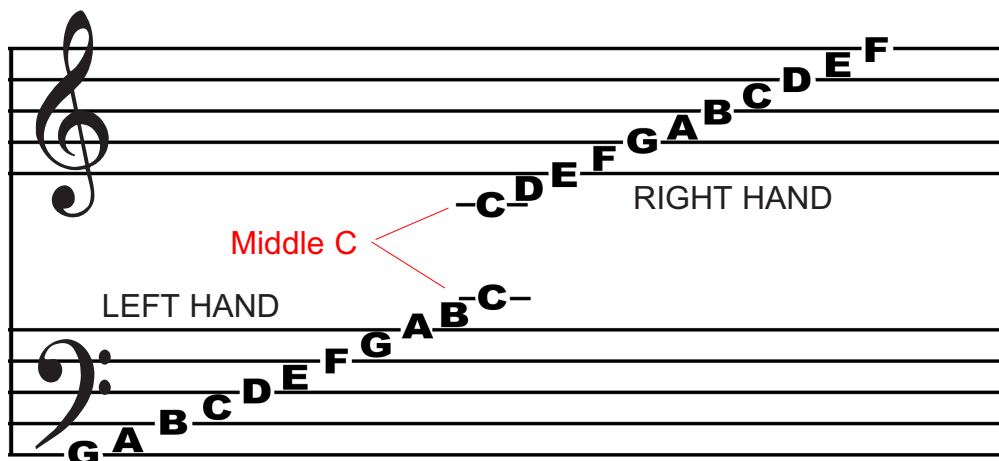 C D E F G A B C D E F
RIGHT HAND
Middle C
LEFT HAND
G A B C D E F G A B C